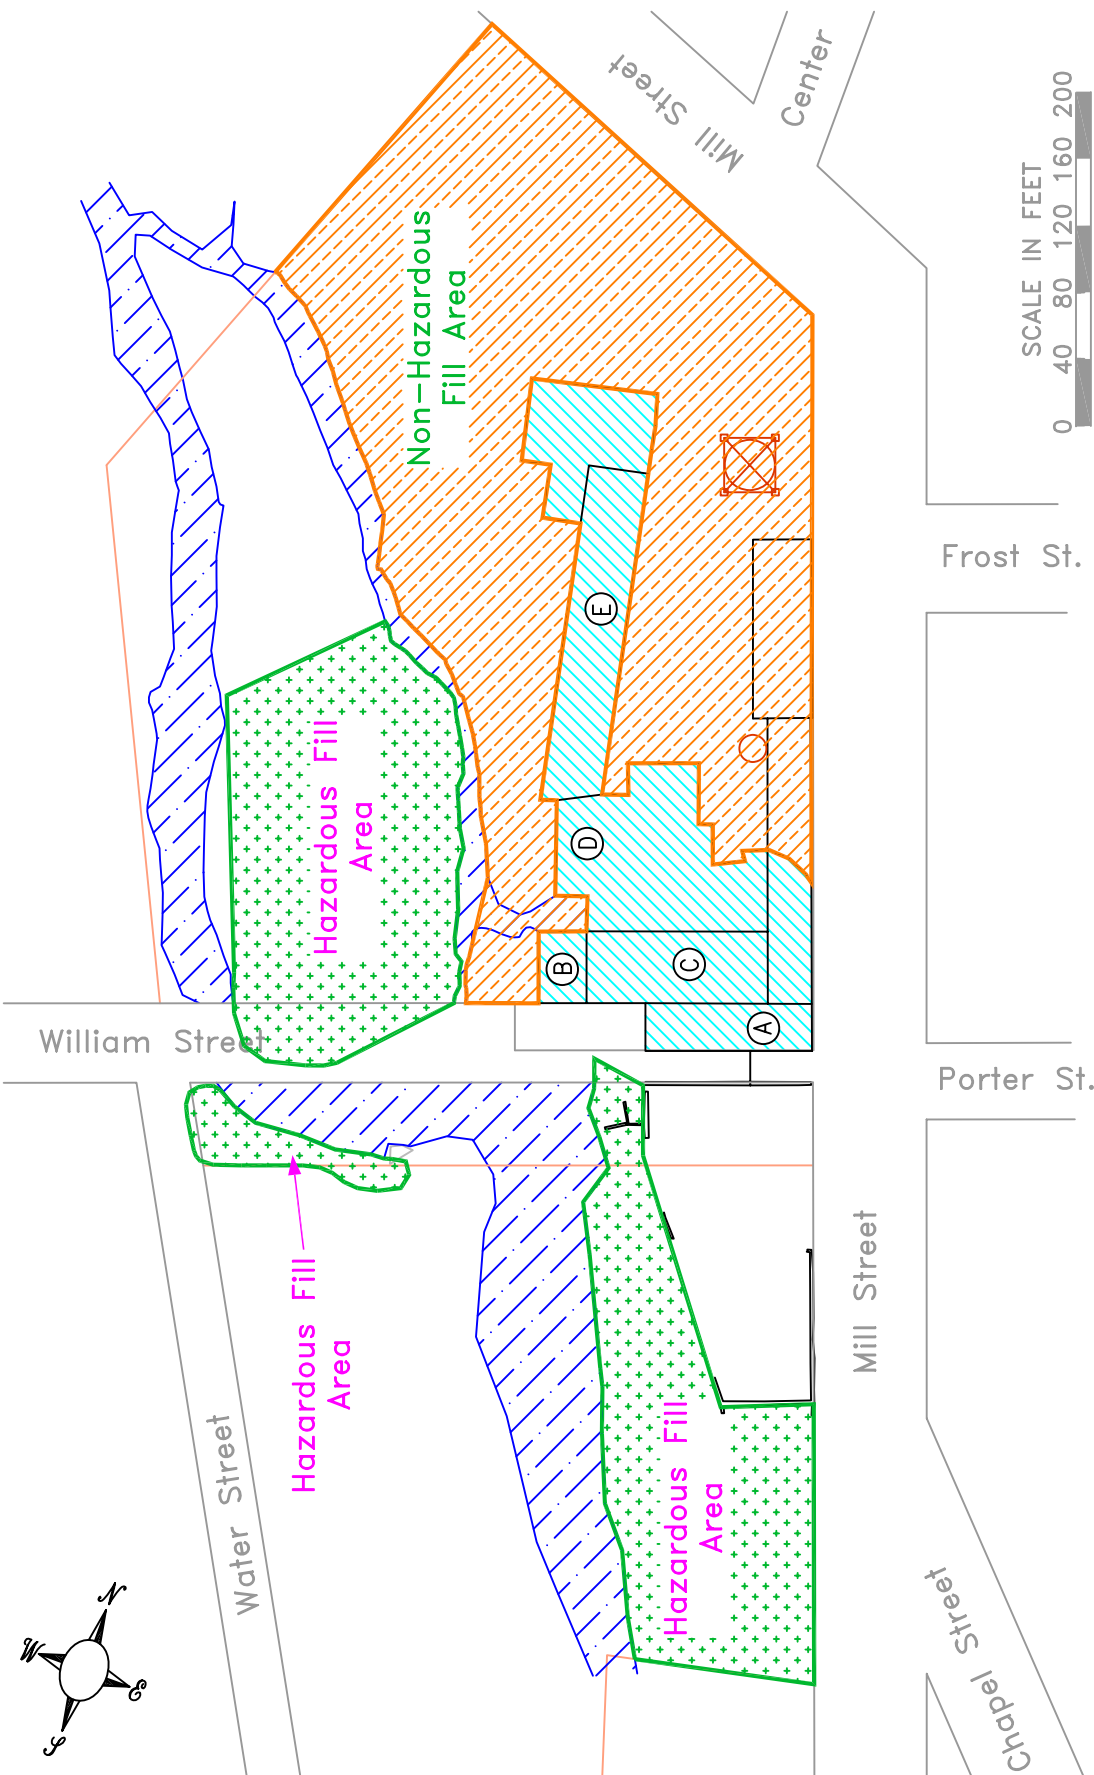 Mill Street
Center
SCALE IN FEET
0 40 80 120 160 200
Non-Hazardous
Fill Area
Frost St.
E
Hazardous Fill
Area
D
B
C
A
William Street
Porter St.
Hazardous Fill
Area
Mill Street
Water Street
Hazardous Fill
Area
Chapel Street
N
W
E
S